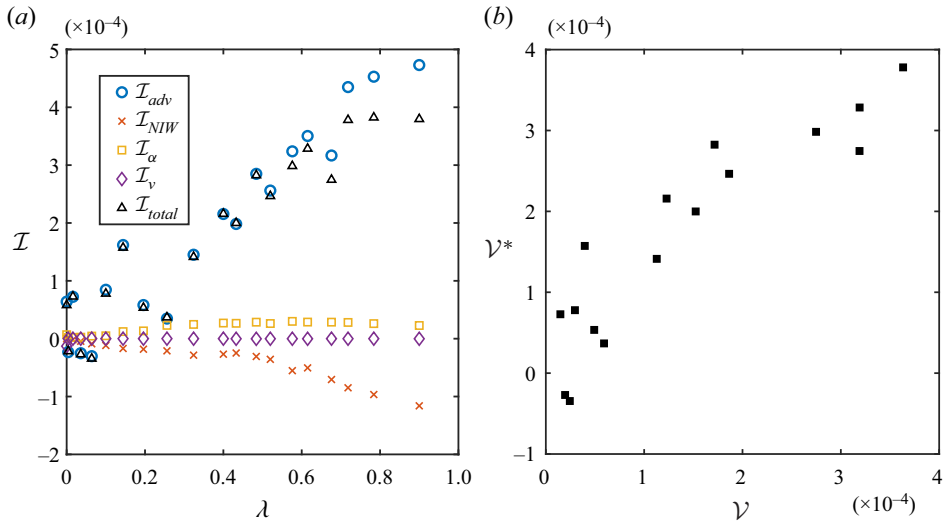 (a)
(×10−4)
5
4
3
2
1
0
−1
−2
ℐ
ℐadv
ℐNIW
ℐα
ℐv
ℐtotal
0 0.2 0.4 0.6 0.8 1.0
λ
(b)
(×10−4)
4
3
2
1
0
−1
𝒱*
0 1 2 3 4
𝒱 (×10−4)